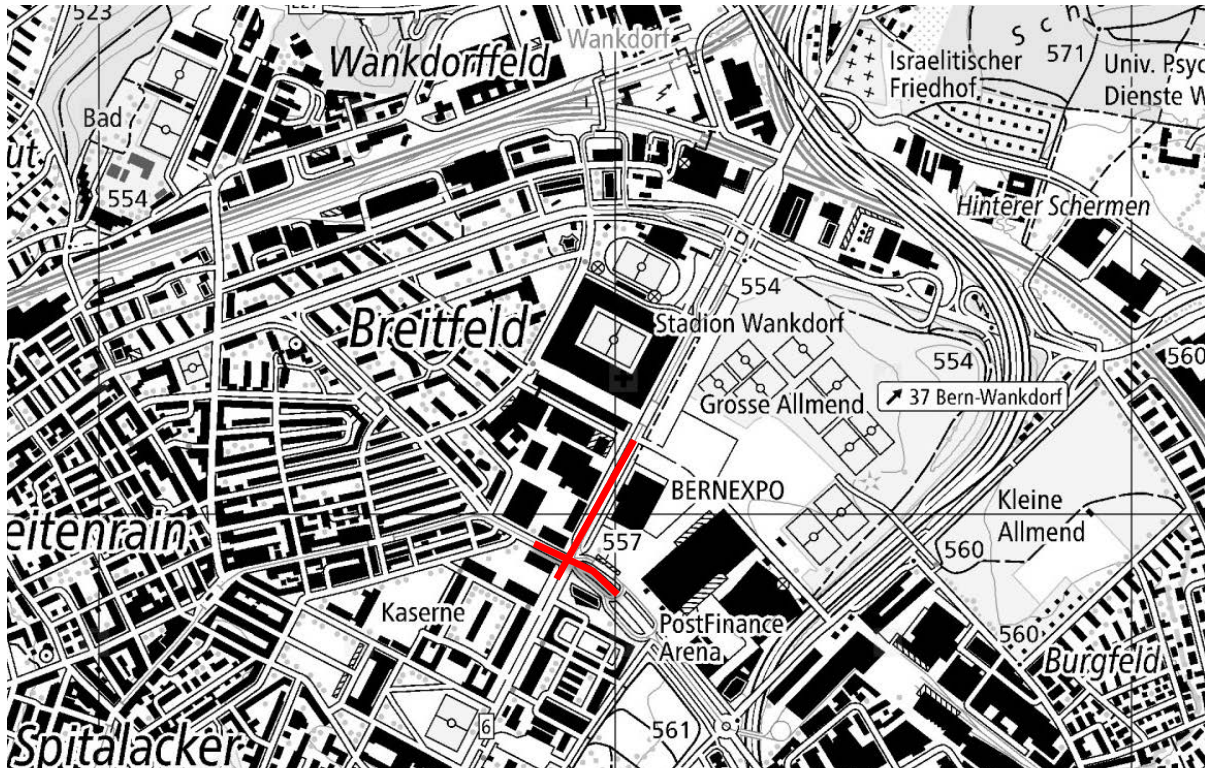 523
Wankdorf
Wankdorffeld
S c h
571
Israelitischer
Friedhof
Univ. Psyc
Dienste W
Bad
ut
554
Hinterer Schermen
554
Breitfeld
Stadion Wankdorf
554
560
37 Bern-Wankdorf
Grosse Allmend
BERNEXPO
Kleine
Allmend
eitenrain
557
560
Kaserne
PostFinance
Arena
560
Burgfeld
6
561
Spitalacker